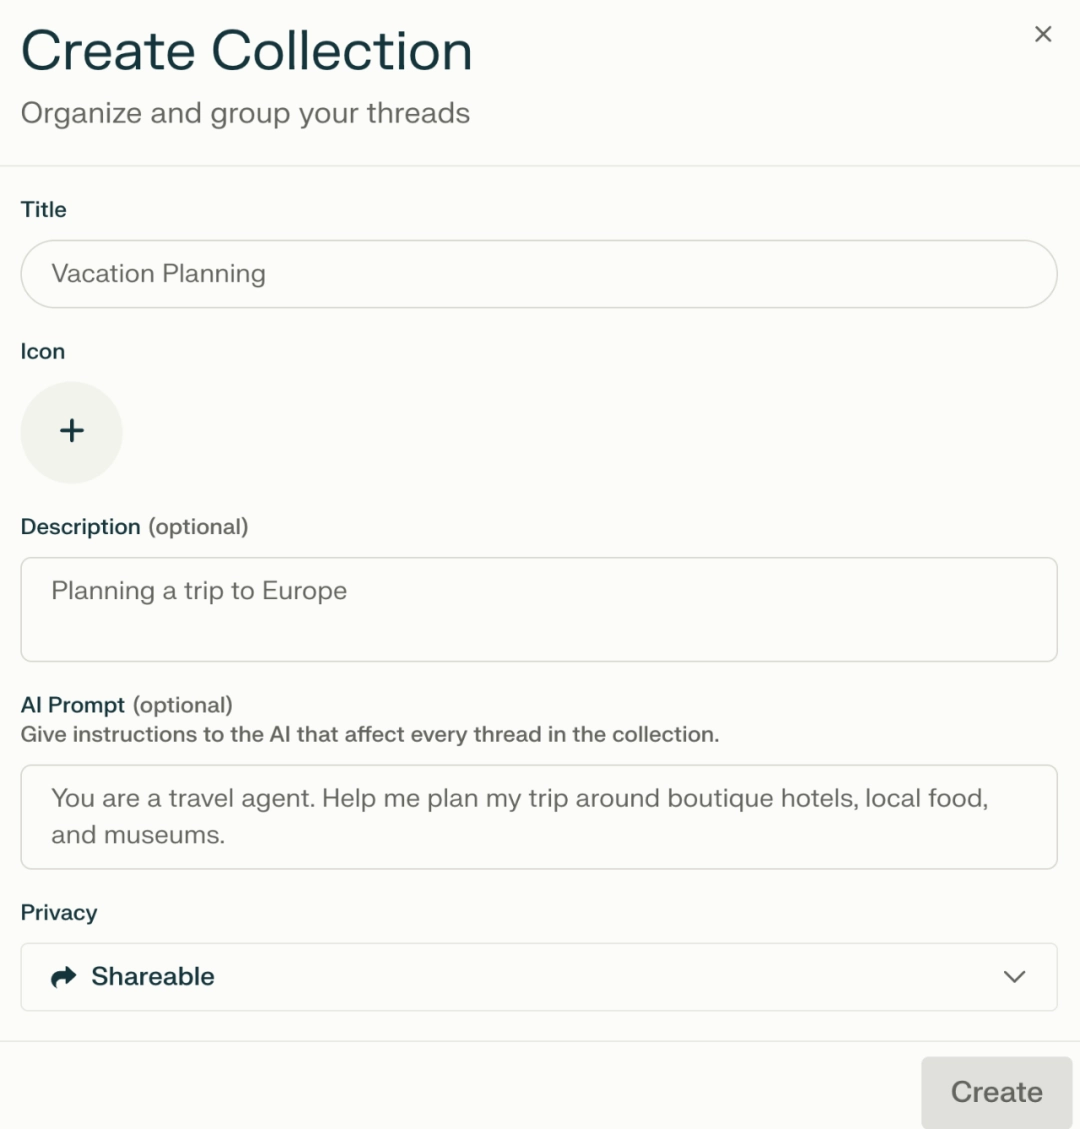 Create Collection
Organize and group your threads
Title
Vacation Planning
Icon
Description (optional)
Planning a trip to Europe
AI Prompt (optional)
Give instructions to the AI that affect every thread in the collection.
You are a travel agent. Help me plan my trip around boutique hotels, local food,
and museums.
Privacy
Shareable
Create